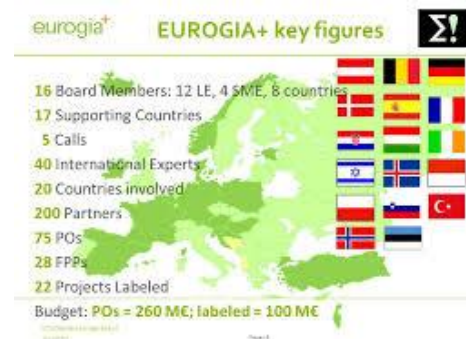 eurogia+
EUROGIA+ key figures
Σ!
16 Board Members: 12 LE, 4 SME, 8 countries
17 Supporting Countries
5 Calls
40 International Experts
20 Countries involved
200 Partners
75 POs
28 FPPs
22 Projects Labeled
Budget: POs = 260 M€; labeled = 100 M€